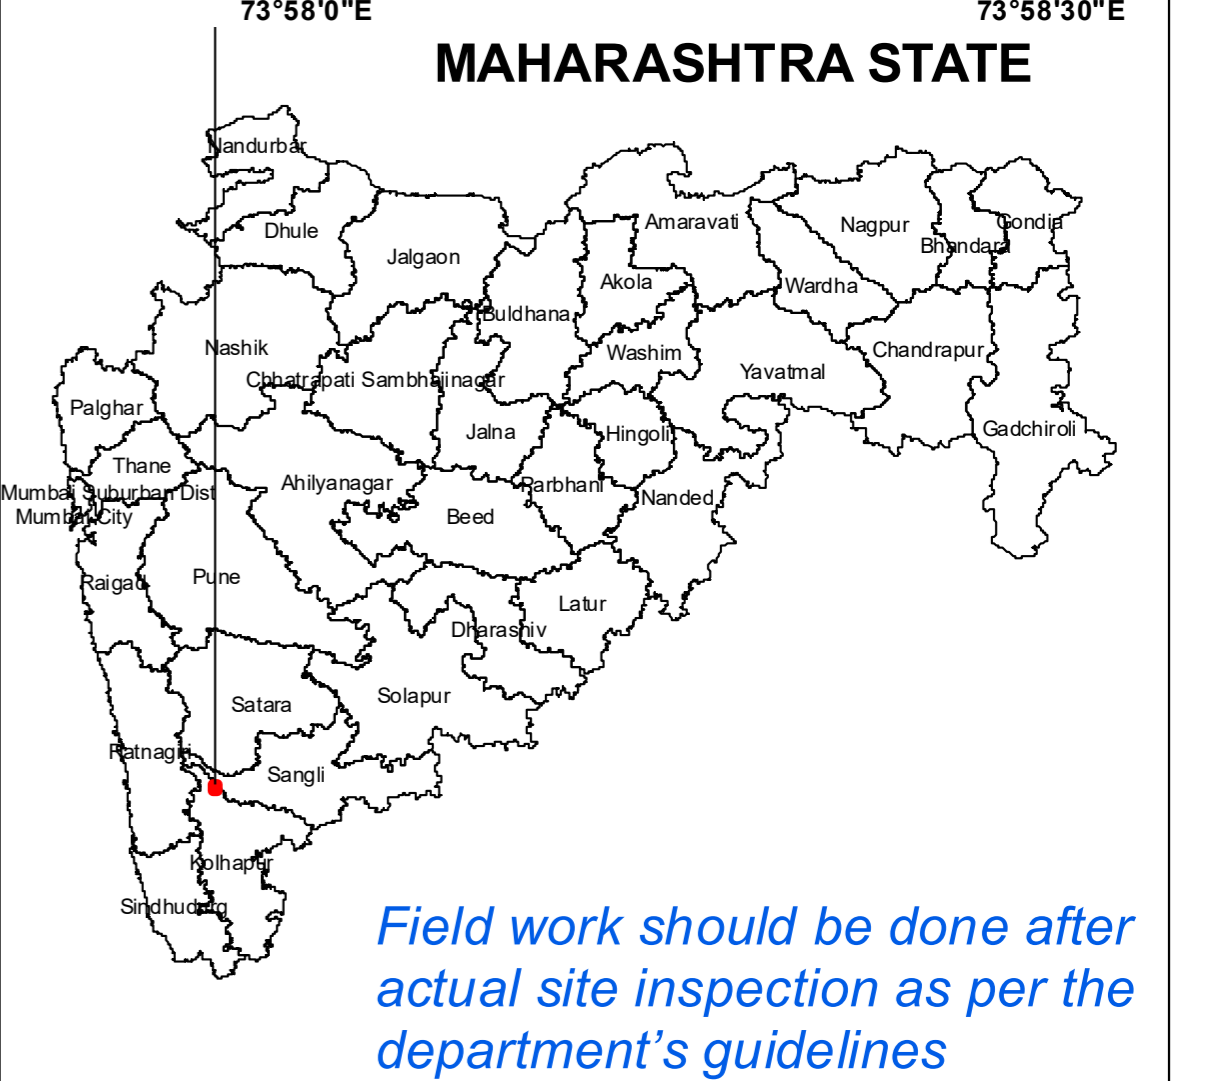 73°58'0"E
73°58'30"E
MAHARASHTRA STATE
Nandurbar
Dhule
Jalgaon
Amaravati
Nagpur
Bhandara
Gondia
Akola
Wardha
Buldhana
Nashik
Washim
Chandrapur
Chhatrapati Sambhajinagar
Yavatmal
Palghar
Jalna
Hingoli
Gadchiroli
Thane
Ahilyanagar
Parbhani
Nanded
Mumbai Suburban Dist
Mumbai City
Beed
Raigad
Pune
Latur
Dharashiv
Satara
Solapur
Ratnagiri
Sangli
Kolhapur
Sindhudurg
Field work should be done after
actual site inspection as per the
department’s guidelines